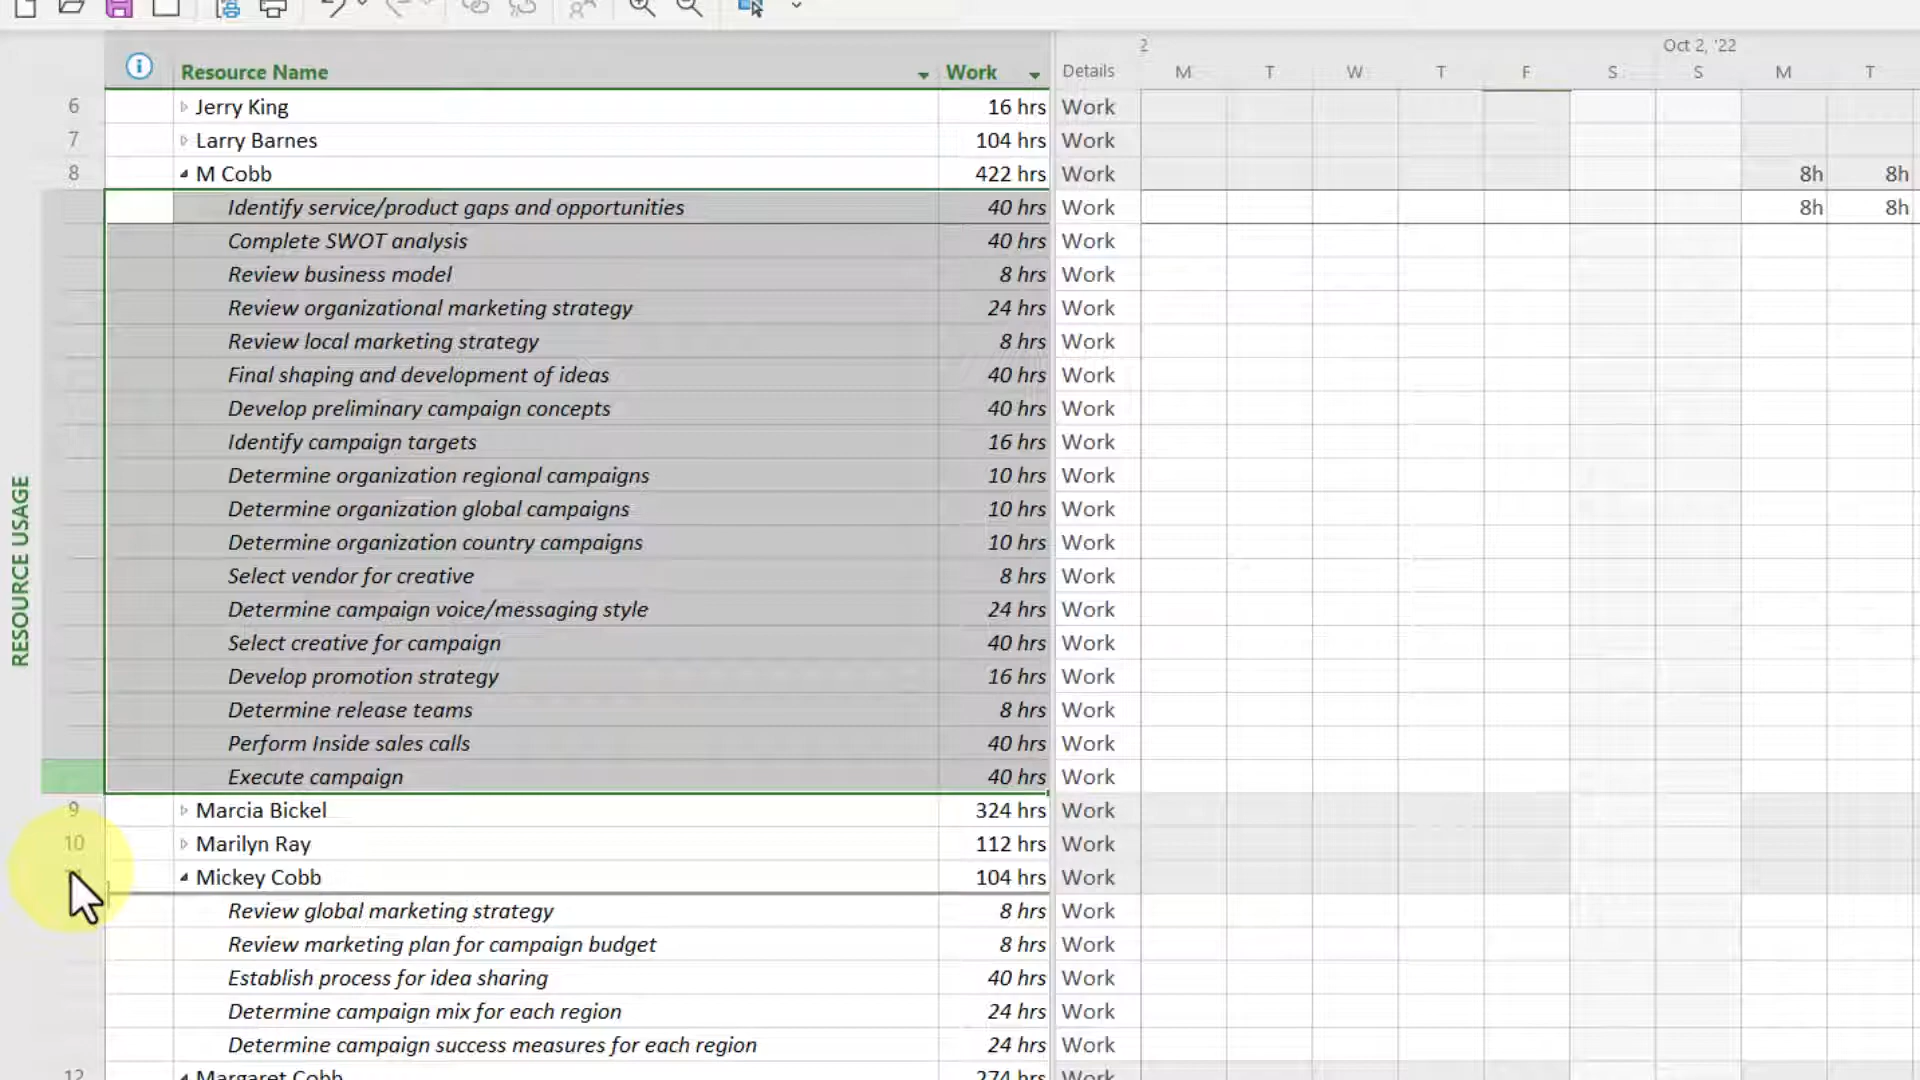 2 Oct 2, '22
Resource Name Work Details M T W T F S S M T
6 Jerry King 16 hrs Work
7 Larry Barnes 104 hrs Work
8 M Cobb 422 hrs Work 8h 8h
Identify service/product gaps and opportunities 40 hrs Work 8h 8h
Complete SWOT analysis 40 hrs Work
Review business model 8 hrs Work
Review organizational marketing strategy 24 hrs Work
Review local marketing strategy 8 hrs Work
Final shaping and development of ideas 40 hrs Work
Develop preliminary campaign concepts 40 hrs Work
Identify campaign targets 16 hrs Work
Determine organization regional campaigns 10 hrs Work
Determine organization global campaigns 10 hrs Work
Determine organization country campaigns 10 hrs Work
Select vendor for creative 8 hrs Work
Determine campaign voice/messaging style 24 hrs Work
Select creative for campaign 40 hrs Work
Develop promotion strategy 16 hrs Work
Determine release teams 8 hrs Work
Perform Inside sales calls 40 hrs Work
Execute campaign 40 hrs Work
9 Marcia Bickel 324 hrs Work
10 Marilyn Ray 112 hrs Work
Mickey Cobb 104 hrs Work
Review global marketing strategy 8 hrs Work
Review marketing plan for campaign budget 8 hrs Work
Establish process for idea sharing 40 hrs Work
Determine campaign mix for each region 24 hrs Work
Determine campaign success measures for each region 24 hrs Work
12 Margaret Cobb 274 hrs Work
RESOURCE USAGE